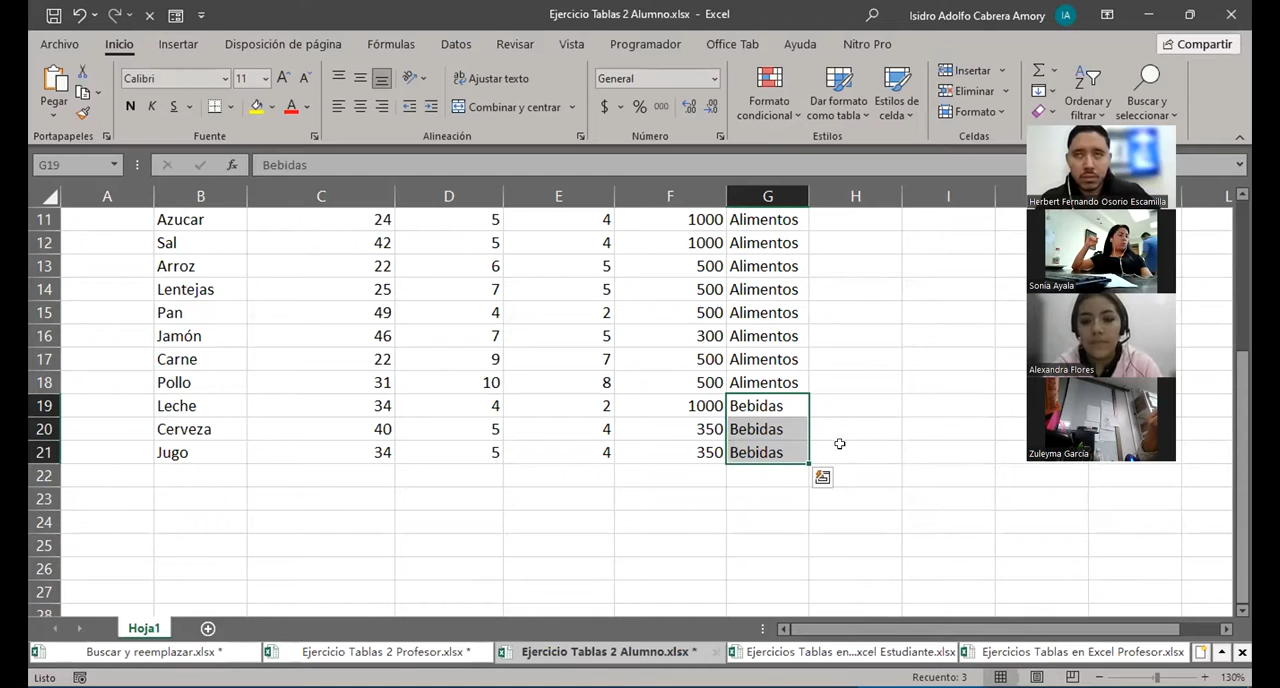 Ejercicio Tablas 2 Alumno.xlsx - Excel
Isidro Adolfo Cabrera Amory
IA
Archivo Inicio Insertar Disposición de página Fórmulas Datos Revisar Vista Programador Office Tab Ayuda Nitro Pro Compartir
Pegar
Calibri 11
N K S
Ajustar texto
Combinar y centrar
General
$ % 000
Formato condicional
Dar formato como tabla
Estilos de celda
Insertar
Eliminar
Formato
Ordenar y filtrar
Buscar y seleccionar
Portapapeles Fuente Alineación Número Estilos Celdas
G19 fx Bebidas
A B C D E F G H I L
11 Azucar 24 5 4 1000 Alimentos
12 Sal 42 5 4 1000 Alimentos
13 Arroz 22 6 5 500 Alimentos
14 Lentejas 25 7 5 500 Alimentos
15 Pan 49 4 2 500 Alimentos
16 Jamón 46 7 5 300 Alimentos
17 Carne 22 9 7 500 Alimentos
18 Pollo 31 10 8 500 Alimentos
19 Leche 34 4 2 1000 Bebidas
20 Cerveza 40 5 4 350 Bebidas
21 Jugo 34 5 4 350 Bebidas
22
23
24
25
26
27
28
Herbert Fernando Osorio Escamilla
Sonia Ayala
Alexandra Flores
Zuleyma García
Hoja1
Buscar y reemplazar.xlsx * Ejercicio Tablas 2 Profesor.xlsx * Ejercicio Tablas 2 Alumno.xlsx * Ejercicios Tablas en...xcel Estudiante.xlsx Ejercicios Tablas en Excel Profesor.xlsx
Listo Recuento: 3 130%